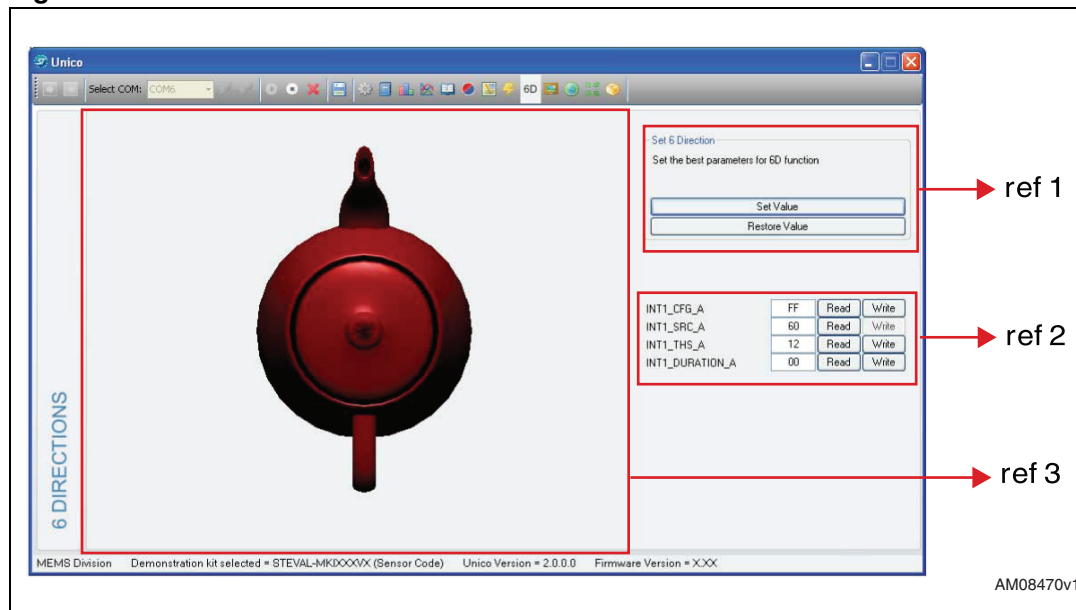 Unico
Select COM: COM6 6D
Set 6 Direction
Set the best parameters for 6D function
Set Value
Restore Value
ref 1
INT1_CFG_A FF Read Write
INT1_SRC_A 60 Read Write
INT1_THS_A 12 Read Write
INT1_DURATION_A 00 Read Write
ref 2
ref 3
6 DIRECTIONS
MEMS Division Demonstration kit selected = STEVAL-MKIXXXVX (Sensor Code) Unico Version = 2.0.0.0 Firmware Version = X.XX
AM08470v1